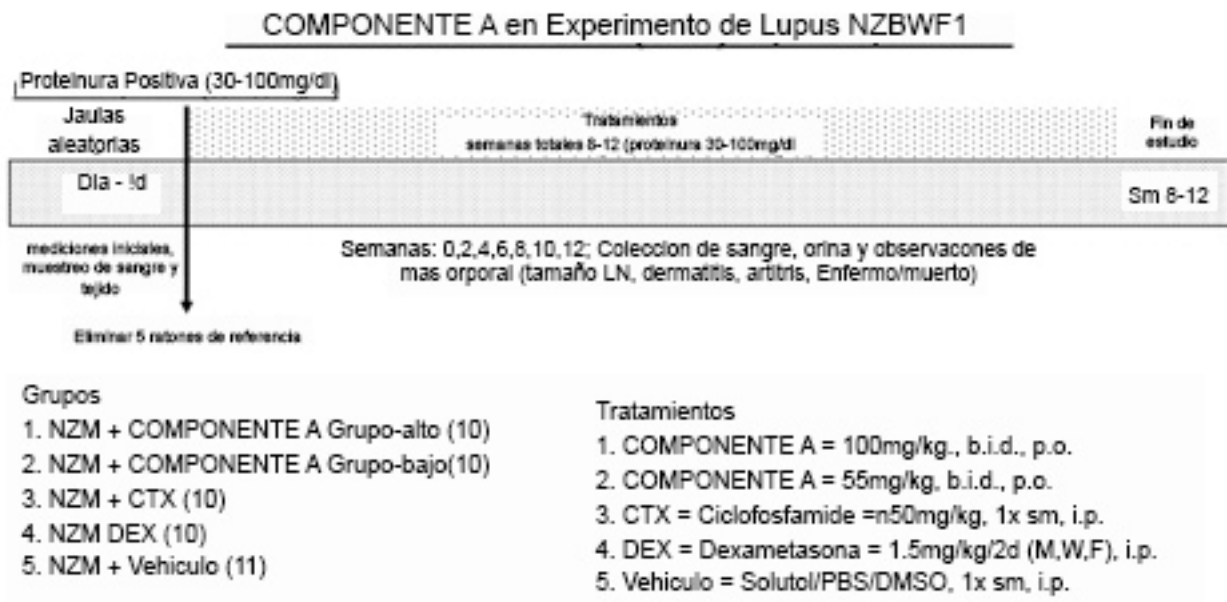 COMPONENTE A en Experimento de Lupus NZBWF1
Proteinura Positiva (30-100mg/dl)
Jaulas
aleatorias
Tratamientos
semanas totales 8-12 (proteinura 30-100mg/dl
Fin de
estudio
Dia - !d
Sm 8-12
mediciones iniciales,
muestreo de sangre y
tejido
Semanas: 0,2,4,6,8,10,12; Coleccion de sangre, orina y observacones de
mas orporal (tamaño LN, dermatitis, artitris, Enfermo/muerto)
Eliminar 5 ratones de referencia
Grupos
1. NZM + COMPONENTE A Grupo-alto (10)
2. NZM + COMPONENTE A Grupo-bajo(10)
3. NZM + CTX (10)
4. NZM DEX (10)
5. NZM + Vehiculo (11)
Tratamientos
1. COMPONENTE A = 100mg/kg., b.i.d., p.o.
2. COMPONENTE A = 55mg/kg, b.i.d., p.o.
3. CTX = Ciclofosfamide =n50mg/kg, 1x sm, i.p.
4. DEX = Dexametasona = 1.5mg/kg/2d (M,W,F), i.p.
5. Vehiculo = Solutol/PBS/DMSO, 1x sm, i.p.